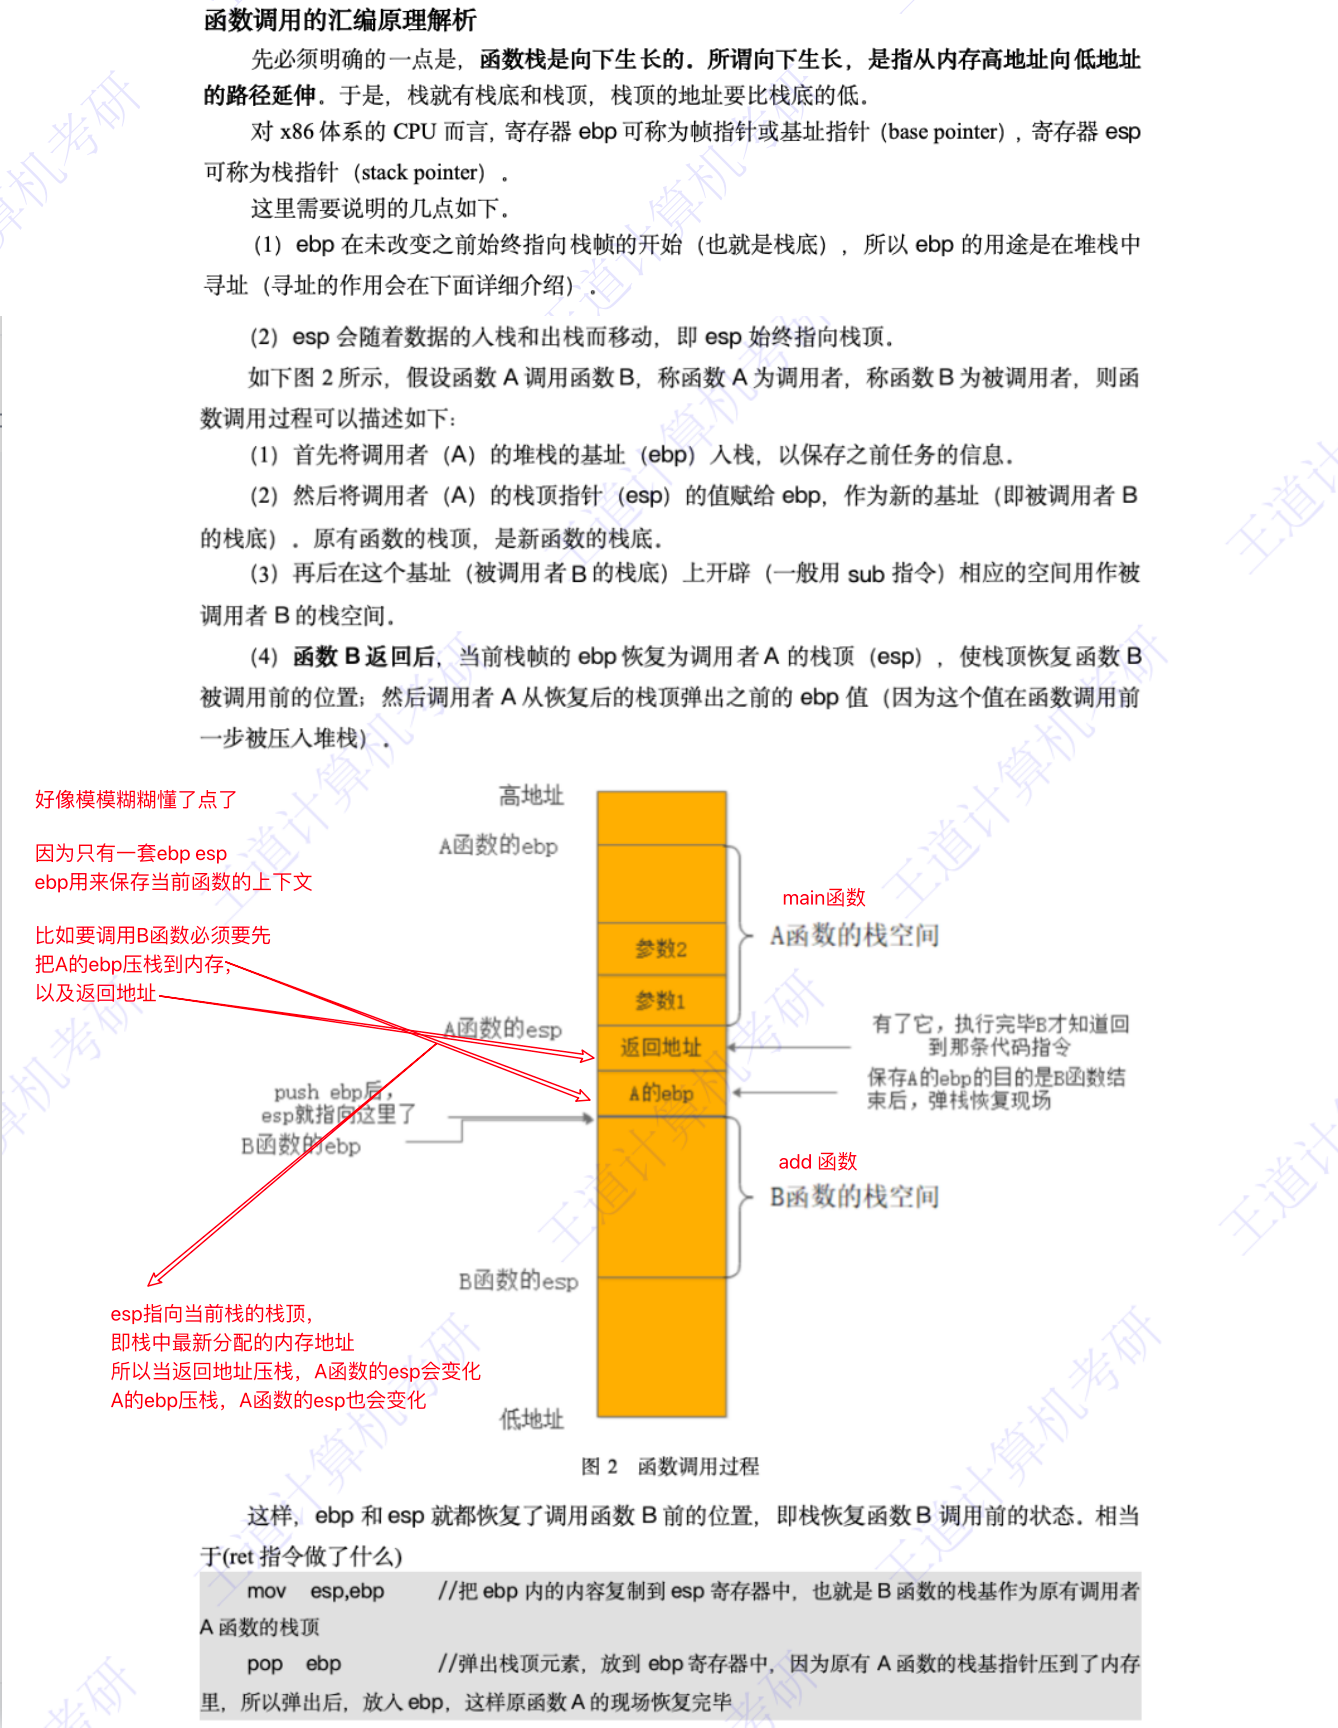 函数调用的汇编原理解析
先必须明确的一点是，函数栈是向下生长的。所谓向下生长，是指从内存高地址向低地址
的路径延伸。于是，栈就有栈底和栈顶，栈顶的地址要比栈底的低。
对 x86 体系的 CPU 而言，寄存器 ebp 可称为帧指针或基址指针（base pointer），寄存器 esp
可称为栈指针（stack pointer）。
这里需要说明的几点如下。
（1）ebp 在未改变之前始终指向栈帧的开始（也就是栈底），所以 ebp 的用途是在堆栈中
寻址（寻址的作用会在下面详细介绍）。
（2）esp 会随着数据的入栈和出栈而移动，即 esp 始终指向栈顶。
如下图 2 所示，假设函数 A 调用函数 B，称函数 A 为调用者，称函数 B 为被调用者，则函
数调用过程可以描述如下：
（1）首先将调用者（A）的堆栈的基址（ebp）入栈，以保存之前任务的信息。
（2）然后将调用者（A）的栈顶指针（esp）的值赋给 ebp，作为新的基址（即被调用者 B
的栈底）。原有函数的栈顶，是新函数的栈底。
（3）再后在这个基址（被调用者 B 的栈底）上开辟（一般用 sub 指令）相应的空间用作被
调用者 B 的栈空间。
（4）函数 B 返回后，当前栈帧的 ebp 恢复为调用者 A 的栈顶（esp），使栈顶恢复函数 B
被调用前的位置；然后调用者 A 从恢复后的栈顶弹出之前的 ebp 值（因为这个值在函数调用前
一步被压入堆栈）。
好像模模糊糊懂了点了
因为只有一套ebp esp
ebp用来保存当前函数的上下文
比如要调用B函数必须要先
把A的ebp压栈到内存，
以及返回地址
高地址
A函数的ebp
main函数
A函数的栈空间
参数2
参数1
A函数的esp
返回地址
有了它，执行完毕B才知道回
到那条代码指令
A的ebp
保存A的ebp的目的是B函数结
束后，弹栈恢复现场
push ebp后，
esp就指向这里了
B函数的ebp
add 函数
B函数的栈空间
B函数的esp
esp指向当前栈的栈顶，
即栈中最新分配的内存地址
所以当返回地址压栈，A函数的esp会变化
A的ebp压栈，A函数的esp也会变化
低地址
图 2 函数调用过程
这样，ebp 和 esp 就都恢复了调用函数 B 前的位置，即栈恢复函数 B 调用前的状态。相当
于(ret 指令做了什么)
mov esp,ebp //把 ebp 内的内容复制到 esp 寄存器中，也就是 B 函数的栈基作为原有调用者
A 函数的栈顶
pop ebp //弹出栈顶元素，放到 ebp 寄存器中，因为原有 A 函数的栈基指针压到了内存
里，所以弹出后，放入 ebp，这样原函数 A 的现场恢复完毕
王道计算机考研